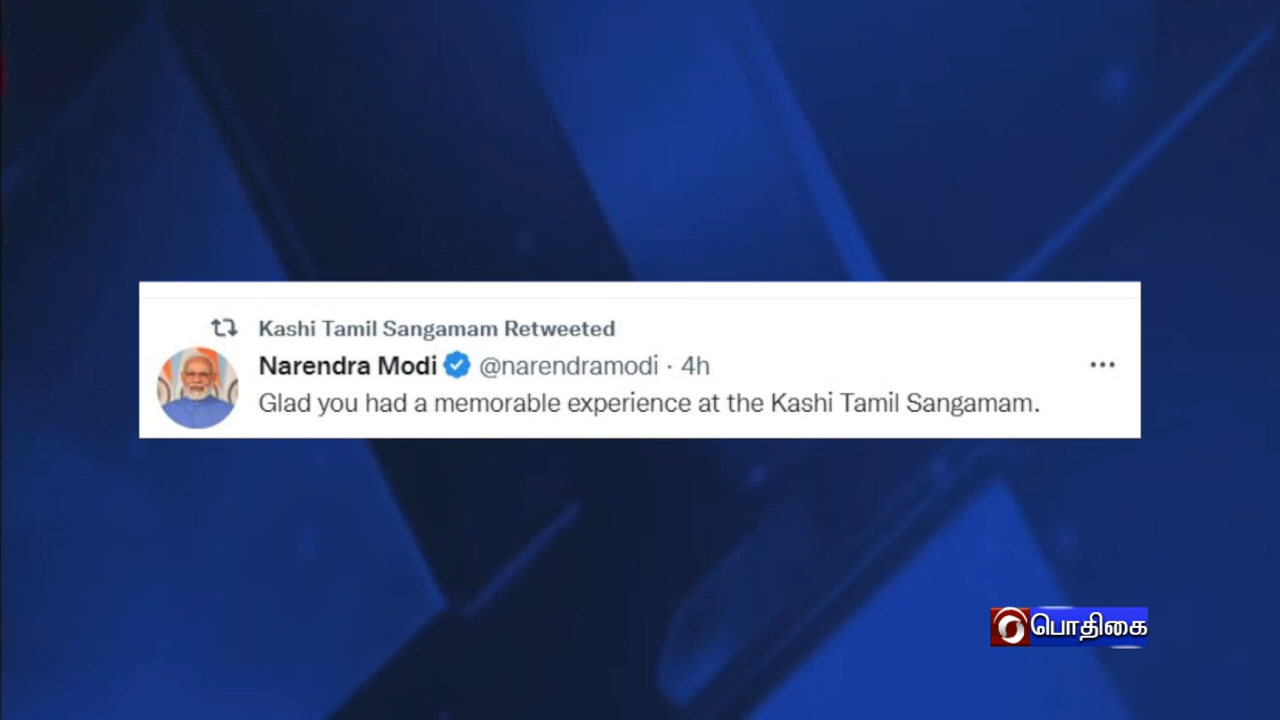 Kashi Tamil Sangamam Retweeted
Narendra Modi @narendramodi · 4h
Glad you had a memorable experience at the Kashi Tamil Sangamam.
பொதிகை